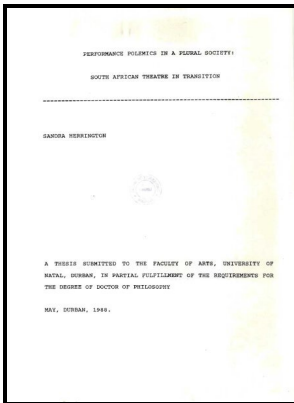 PERFORMANCE POLEMICS IN A PLURAL SOCIETY:
SOUTH AFRICAN THEATRE IN TRANSITION
SANDRA HERRINGTON
A THESIS SUBMITTED TO THE FACULTY OF ARTS, UNIVERSITY OF
NATAL, DURBAN, IN PARTIAL FULFILLMENT OF THE REQUIREMENTS FOR
THE DEGREE OF DOCTOR OF PHILOSOPHY
MAY, DURBAN, 1988.